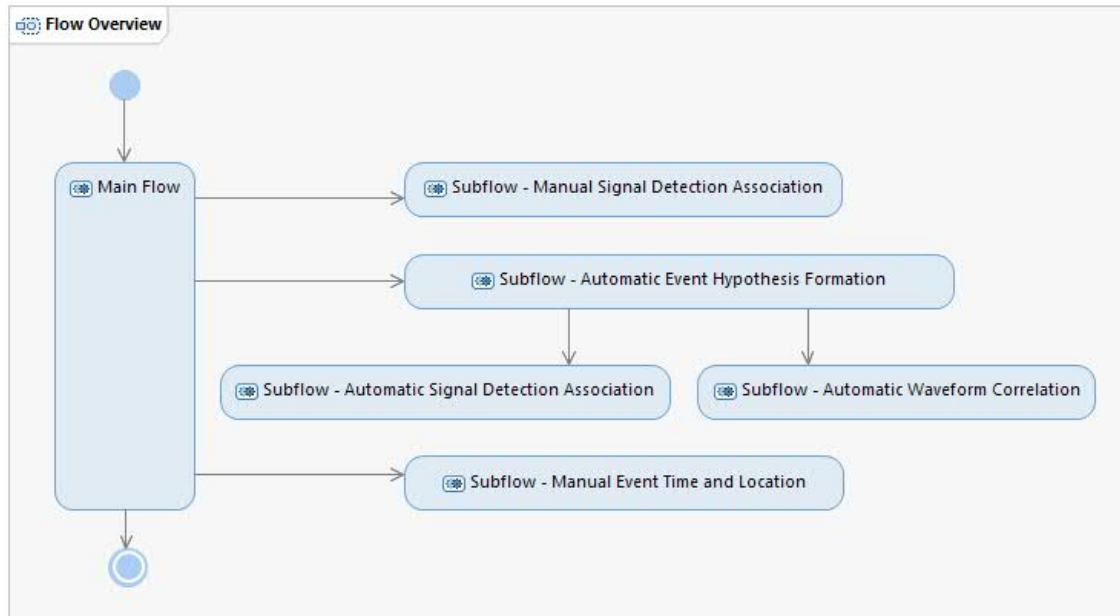 Flow Overview
Main Flow
Subflow - Manual Signal Detection Association
Subflow - Automatic Event Hypothesis Formation
Subflow - Automatic Signal Detection Association
Subflow - Automatic Waveform Correlation
Subflow - Manual Event Time and Location